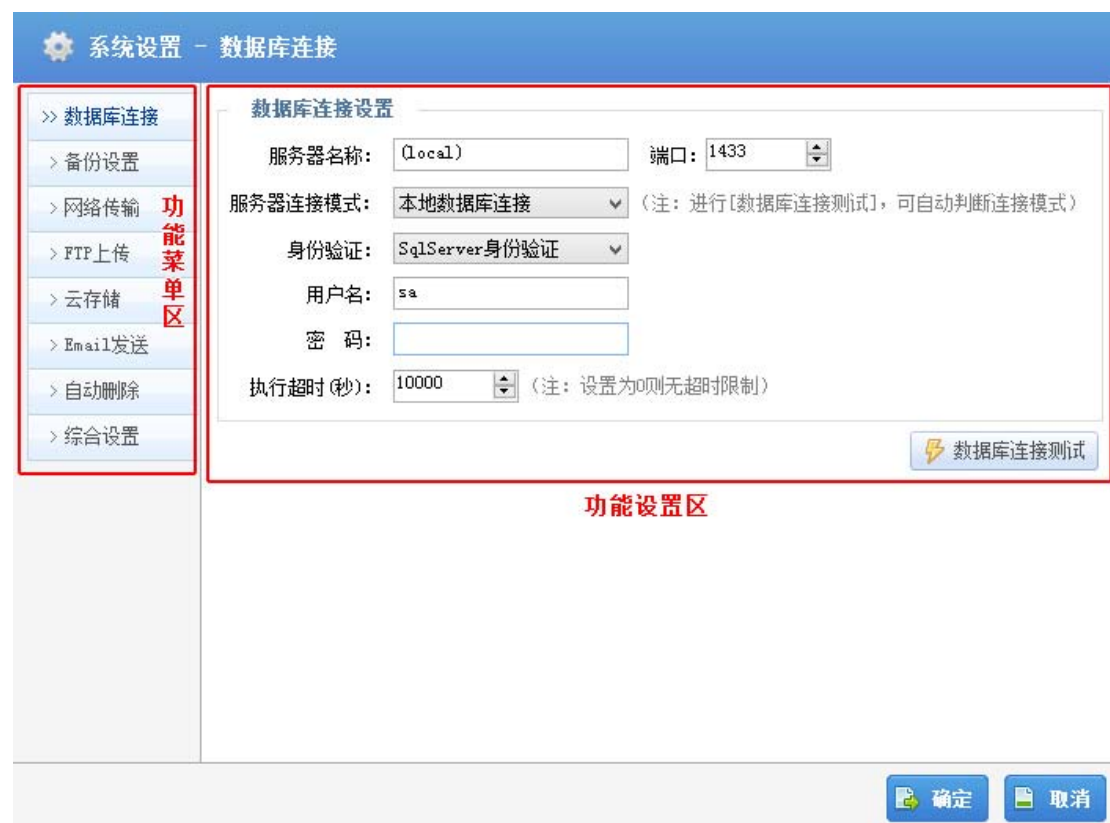 系统设置 - 数据库连接
>> 数据库连接
> 备份设置
> 网络传输
> FTP上传
> 云存储
> Email发送
> 自动删除
> 综合设置
功能菜单区
数据库连接设置
服务器名称： (local) 端口： 1433
服务器连接模式： 本地数据库连接 (注：进行[数据库连接测试]，可自动判断连接模式)
身份验证： SqlServer身份验证
用户名： sa
密 码：
执行超时(秒)： 10000 (注：设置为0则无超时限制)
数据库连接测试
功能设置区
确定 取消